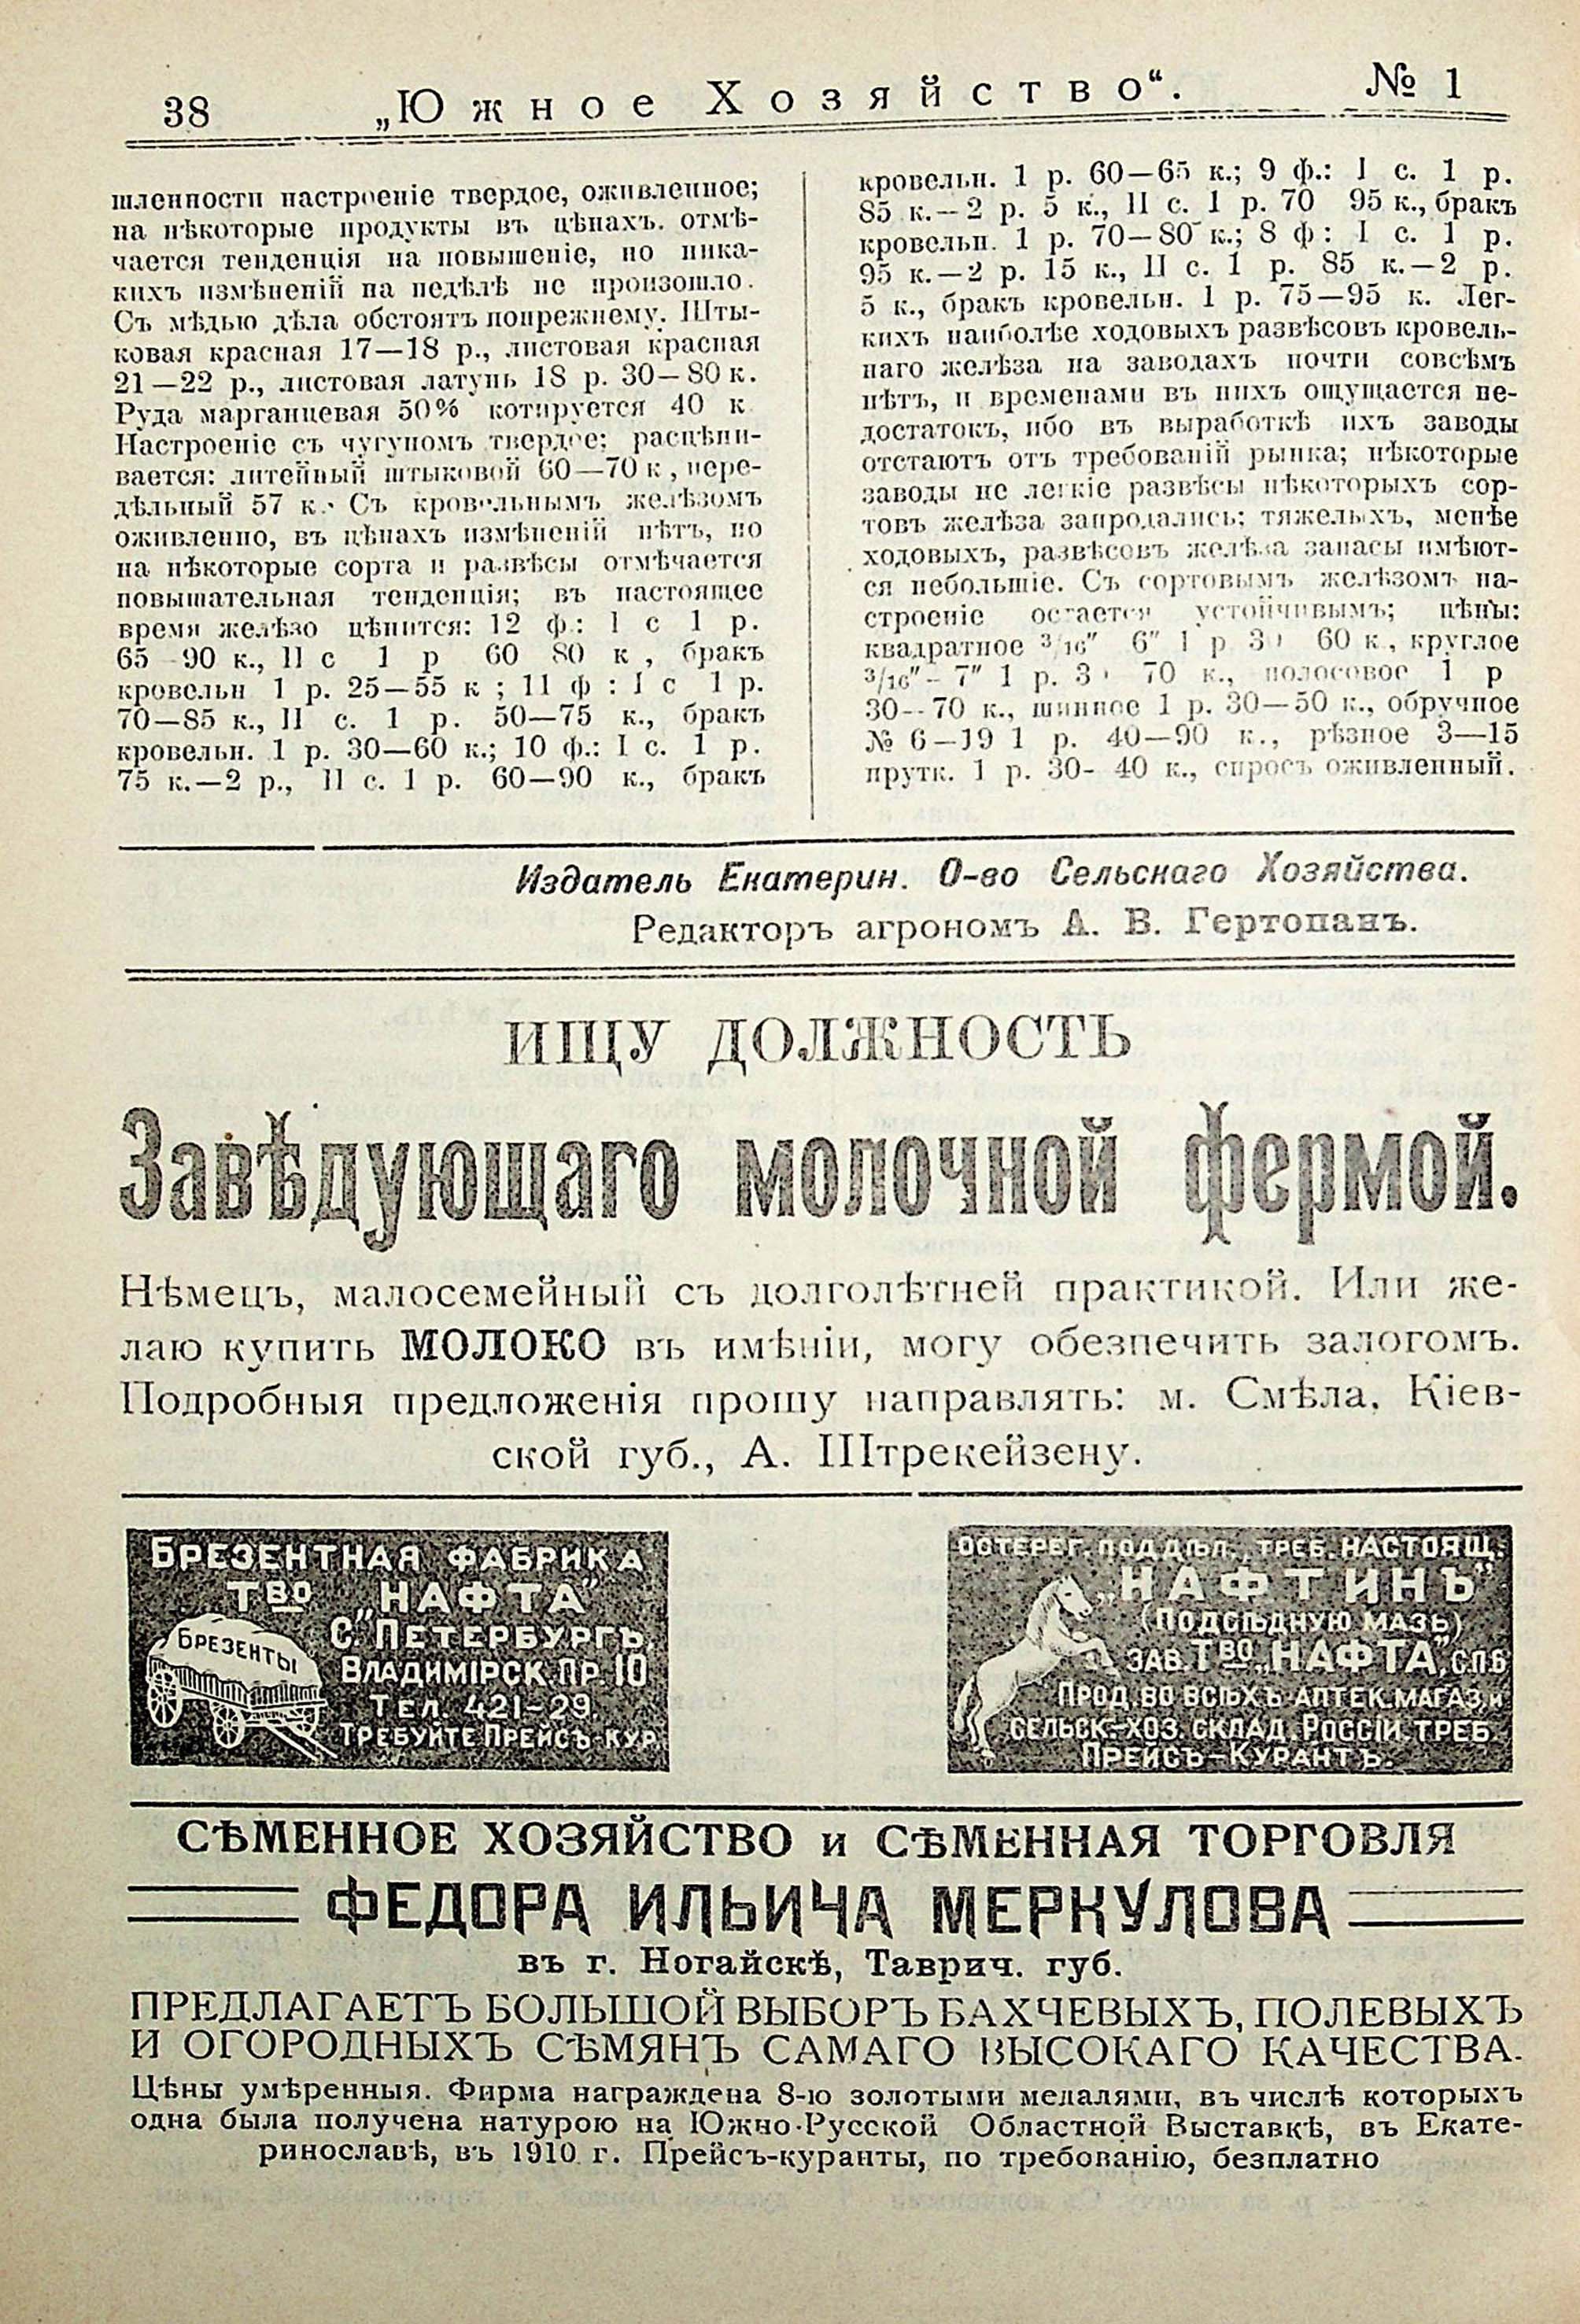 38
„Южное Хозяйство“.
№ 1
шленности настроеніе твердое, оживленное;
на нѣкоторые продукты въ цѣнахъ. отмѣ-
чается тенденція на повышеніе, но ника-
кихъ измѣненій на недѣлѣ не произошло.
Съ мѣдью дѣла обстоятъ попрежнему. Шты-
ковая красная 17—18 р., листовая красная
21—22 р., листовая латунь 18 р. 30—80 к.
Руда марганцевая 50% котируется 40 к
Настроеніе съ чугуномъ твердое; расцѣни-
вается: литейный штыковой 60—70 к, пере-
дѣльный 57 к. Съ кровельнымъ желѣзомъ
оживленно, въ цѣнахъ измѣненій нѣтъ, но
на нѣкоторые сорта и развѣсы отмѣчается
повышательная тенденція; въ настоящее
время желѣзо цѣнится: 12 ф.: I с 1 р.
65-90 к., II с 1 р 60 80 к, бракъ
кровельн 1 р. 25—55 к; 11 ф: I с 1 р.
70—85 к., II с. 1 р. 50—75 к., бракъ
кровельн. 1 р. 30—60 к.; 10 ф.: I с. 1 р.
75 к.—2 р., II с. 1 р. 60—90 к., бракъ
кровельн. 1 р. 60—65 к.; 9 ф.: I с. 1 р.
85 к.—2 р. 5 к., II с. 1 р. 70 95 к., бракъ
кровельн. 1 р. 70—80 к.; 8 ф: I с. 1 р.
95 к.—2 р. 15 к., II с. 1 р. 85 к.—2 р.
5 к., бракъ кровельн. 1 р. 75—95 к. Лег-
кихъ наиболѣе ходовыхъ развѣсовъ кровель-
наго желѣза на заводахъ почти совсѣмъ
нѣтъ, и временами въ нихъ ощущается не-
достатокъ, ибо въ выработкѣ ихъ заводы
отстаютъ отъ требованій рынка; нѣкоторые
заводы не легкіе развѣсы нѣкоторыхъ сор-
товъ желѣза запродались; тяжелыхъ, менѣе
ходовыхъ, развѣсовъ желѣза запасы имѣют-
ся небольшіе. Съ сортовымъ желѣзомъ на-
строеніе остается устойчивымъ; цѣны:
квадратное 3/16″ 6″ 1 р 60 к., круглое
3/16″- 7″ 1 р. 70 к., полосовое 1 р
30--70 к., шинное 1 р. 30—50 к., обручное
№ 6—19 1 р. 40—90 к., рѣзное 3—15
прутк. 1 р. 30- 40 к., спросъ оживленный.
Издатель Екатерин. О-во Сельскаго Хозяйства.
Редакторъ агрономъ А. В. Гертопанъ.
ИЩУ ДОЛЖНОСТЬ
Завѣдующаго молочной фермой.
Нѣмецъ, малосемейный съ долголѣтней практикой. Или же-
лаю купить МОЛОКО въ имѣніи, могу обезпечить залогомъ.
Подробныя предложенія прошу направлять: м. Смѣла, Кіев-
ской губ., А. Штрекейзену.
БРЕЗЕНТНАЯ ФАБРИКА
Тво „НАФТА“
С. ПЕТЕРБУРГЪ
ВЛАДИМІРСК. ПР. 10
ТЕЛ. 421-29
ТРЕБУЙТЕ ПРЕЙСЪ-КУР.
БРЕЗЕНТЫ
ОСТЕРЕГ. ПОДДѢЛ., ТРЕБ. НАСТОЯЩ.
„НАФТИНЪ“
(ПОДСѢДНУЮ МАЗЬ)
ЗАВ. Тво „НАФТА“, СПБ
ПРОД. ВО ВСѢХЪ АПТЕК. МАГАЗ. и
СЕЛЬСК.-ХОЗ. СКЛАД. РОССІИ. ТРЕБ.
ПРЕЙСЪ-КУРАНТЪ.
СѢМЕННОЕ ХОЗЯЙСТВО и СѢМЕННАЯ ТОРГОВЛЯ
ФЕДОРА ИЛЬИЧА МЕРКУЛОВА
въ г. Ногайскѣ, Таврич. губ.
ПРЕДЛАГАЕТЪ БОЛЬШОЙ ВЫБОРЪ БАХЧЕВЫХЪ, ПОЛЕВЫХЪ
И ОГОРОДНЫХЪ СѢМЯНЪ САМАГО ВЫСОКАГО КАЧЕСТВА.
Цѣны умѣренныя. Фирма награждена 8-ю золотыми медалями, въ числѣ которыхъ
одна была получена натурою на Южно-Русской Областной Выставкѣ, въ Екате-
ринославѣ, въ 1910 г. Прейсъ-куранты, по требованію, безплатно